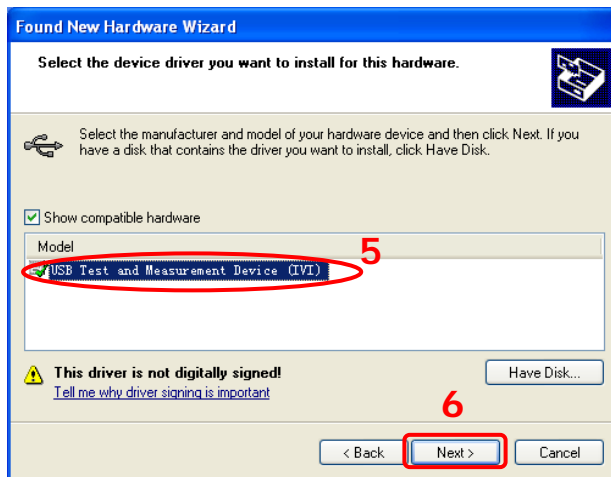 Found New Hardware Wizard
Select the device driver you want to install for this hardware.
Select the manufacturer and model of your hardware device and then click Next. If you
have a disk that contains the driver you want to install, click Have Disk.
Show compatible hardware
Model
5
USB Test and Measurement Device (IVI)
This driver is not digitally signed!
Have Disk...
Tell me why driver signing is important
6
< Back
Next >
Cancel